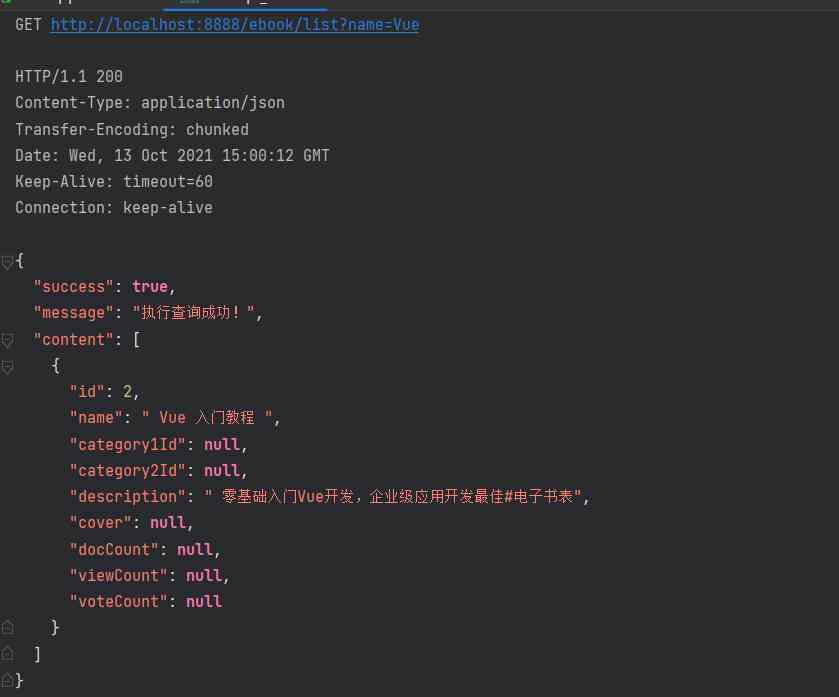 GET http://localhost:8888/ebook/list?name=Vue
HTTP/1.1 200
Content-Type: application/json
Transfer-Encoding: chunked
Date: Wed, 13 Oct 2021 15:00:12 GMT
Keep-Alive: timeout=60
Connection: keep-alive
{
"success": true,
"message": "执行查询成功！",
"content": [
{
"id": 2,
"name": " Vue 入门教程 ",
"category1Id": null,
"category2Id": null,
"description": " 零基础入门Vue开发，企业级应用开发最佳#电子书表",
"cover": null,
"docCount": null,
"viewCount": null,
"voteCount": null
}
]
}